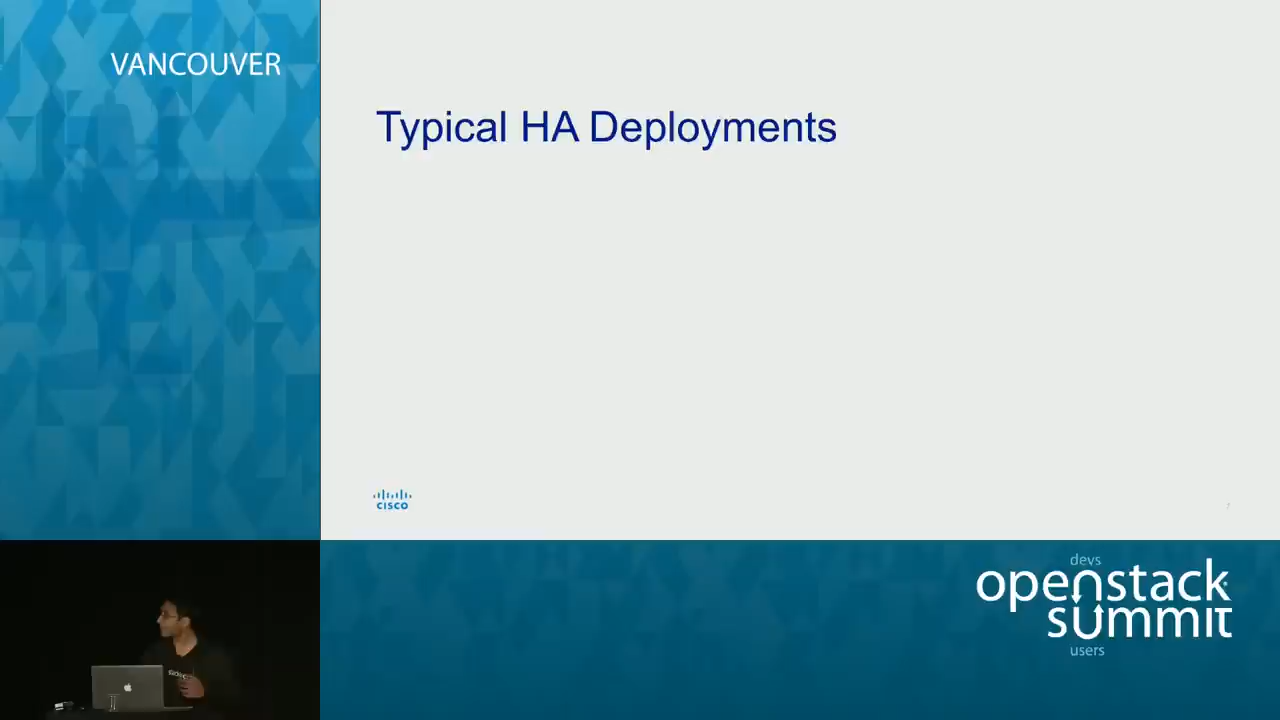 VANCOUVER
Typical HA Deployments
CISCO
devs
openstack
summit
users